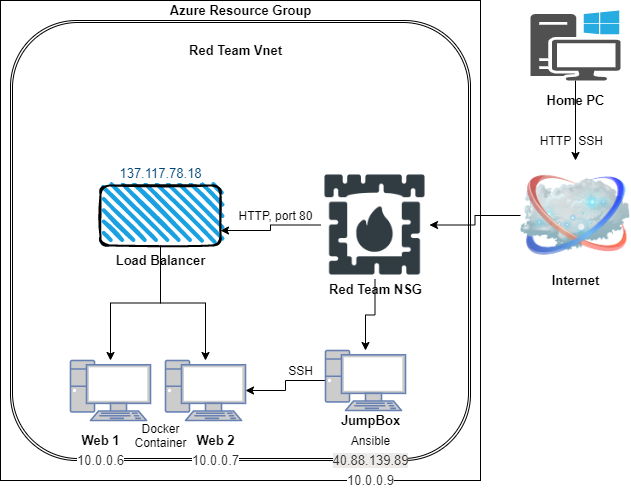 Azure Resource Group
Red Team Vnet
Home PC
HTTP SSH
137.117.78.18
HTTP, port 80
Load Balancer
Red Team NSG
Internet
SSH
JumpBox
Docker
Container
Web 1
Web 2
Ansible
10.0.0.6
10.0.0.7
40.88.139.89
10.0.0.9